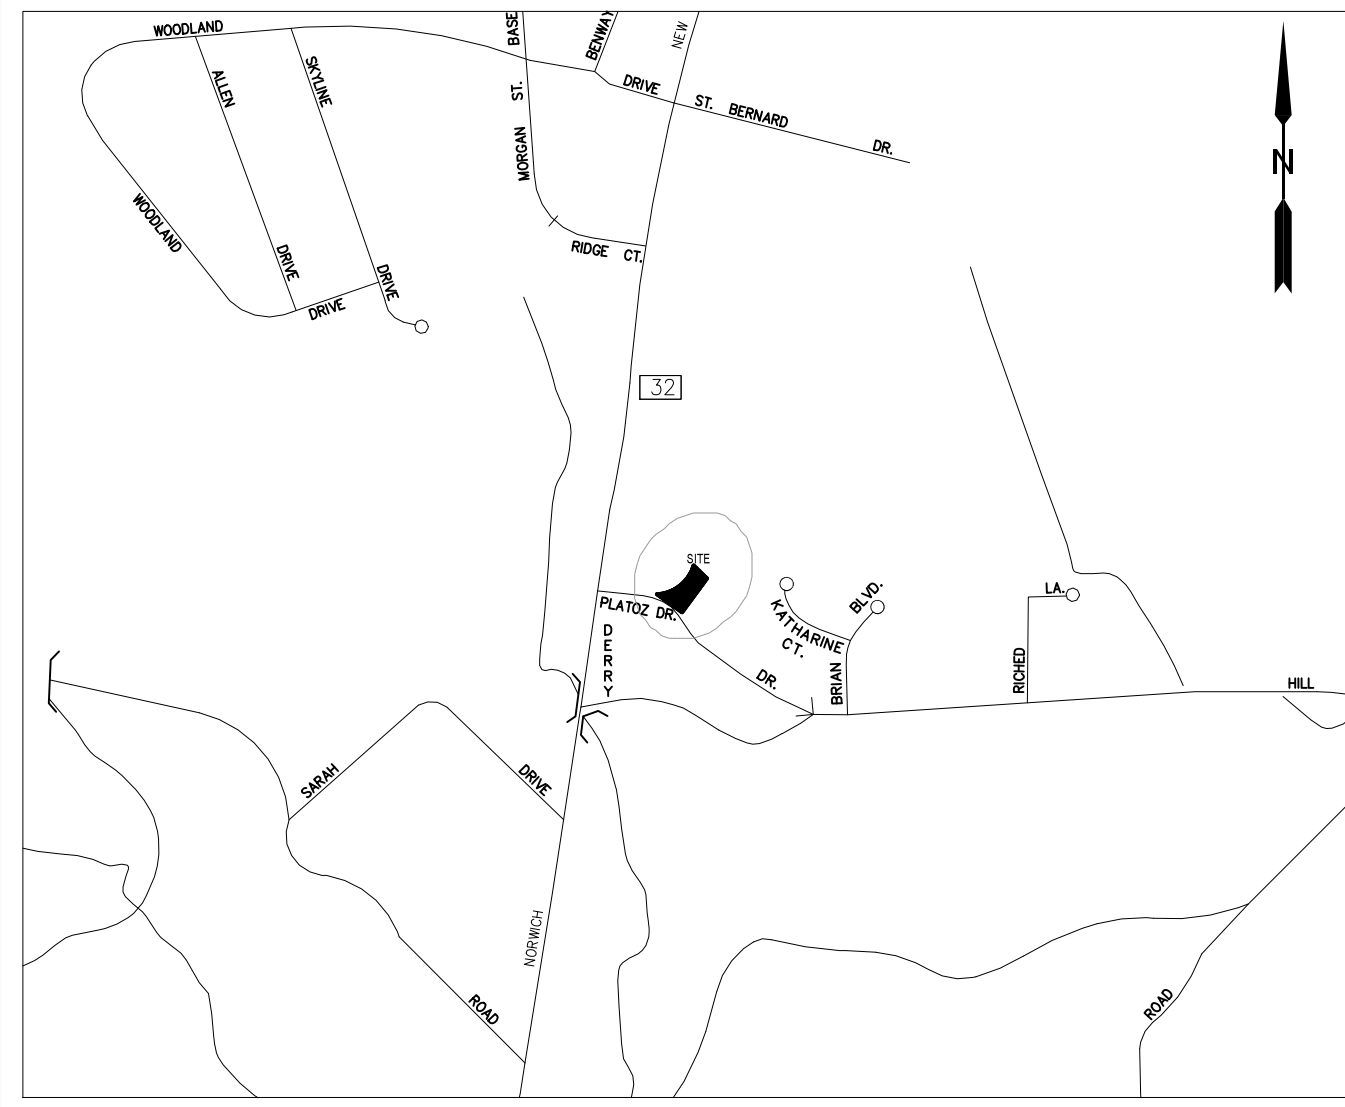 WOODLAND
BASE
BENWAY
NEW
SKYLINE
ALLEN
ST.
DRIVE
ST. BERNARD
DR.
MORGAN
WOODLAND
RIDGE CT.
DRIVE
DRIVE
DRIVE
N
32
SITE
PLATOZ DR.
KATHARINE
CT.
BLVD.
LA.
DERRY
BRIAN
RICHED
DR.
HILL
SARAH
DRIVE
NORWICH
ROAD
ROAD